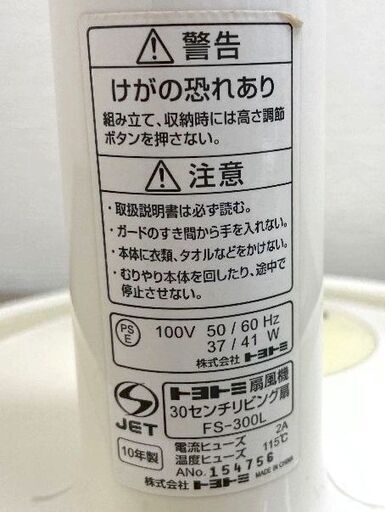 警告
けがの恐れあり
組み立て、収納時には高さ調節
ボタンを押さない。
注意
・取扱説明書は必ず読む。
・ガードのすき間から手を入れない。
・本体に衣類、タオルなどをかけない。
・むりやり本体を回したり、途中で
停止させない。
PS
E
100V 50/60 Hz
37/41 W
株式会社 トヨトミ
S
JET
トヨトミ 扇風機
30センチリビング扇
FS-300L
10年製
電流ヒューズ 2A
温度ヒューズ 115℃
ANo. 154756
株式会社 トヨトミ MADE IN CHINA